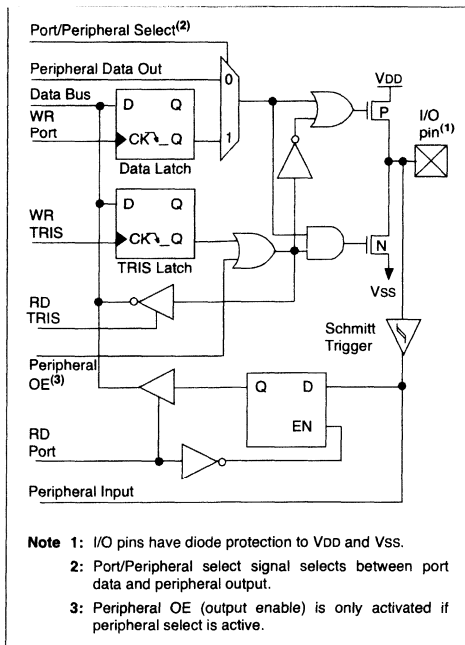 Port/Peripheral Select(2)
Peripheral Data Out
0
VDD
Data Bus
D Q
P
I/O
pin(1)
WR
Port
CK Q
1
Data Latch
D Q
WR
TRIS
CK Q
N
TRIS Latch
VSS
RD
TRIS
Schmitt
Trigger
Peripheral
OE(3)
Q D
EN
RD
Port
Peripheral Input
Note 1: I/O pins have diode protection to VDD and VSS.
2: Port/Peripheral select signal selects between port
data and peripheral output.
3: Peripheral OE (output enable) is only activated if
peripheral select is active.